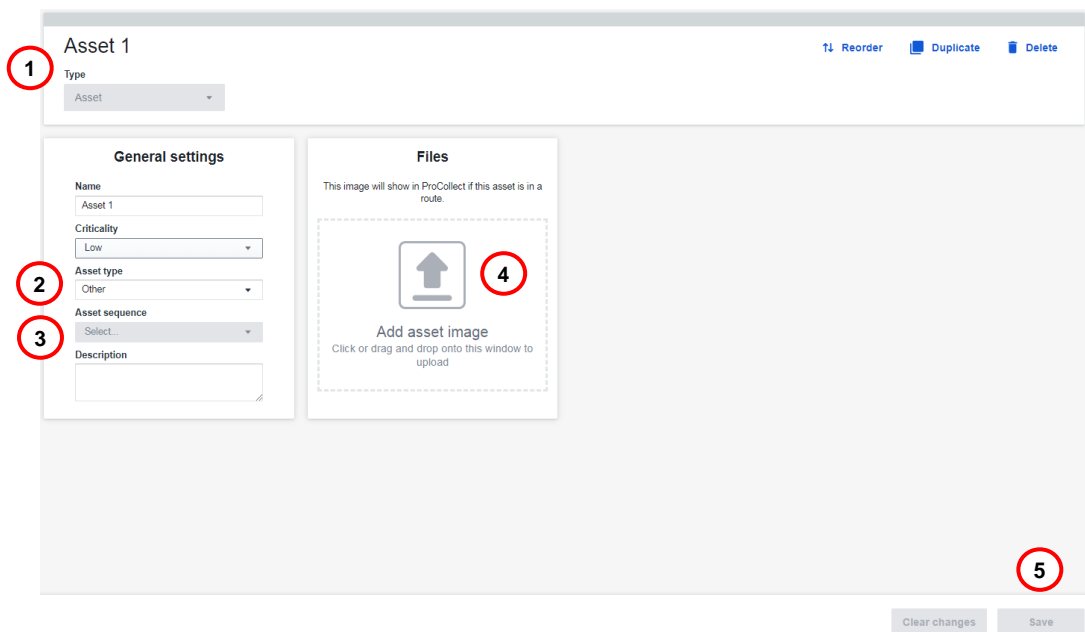 Asset 1
Reorder
Duplicate
Delete
1
Type
Asset
General settings
Name
Asset 1
Criticality
Low
2
Asset type
Other
3
Asset sequence
Select...
Description
Files
This image will show in ProCollect if this asset is in a
route.
4
Add asset image
Click or drag and drop onto this window to
upload
5
Clear changes
Save